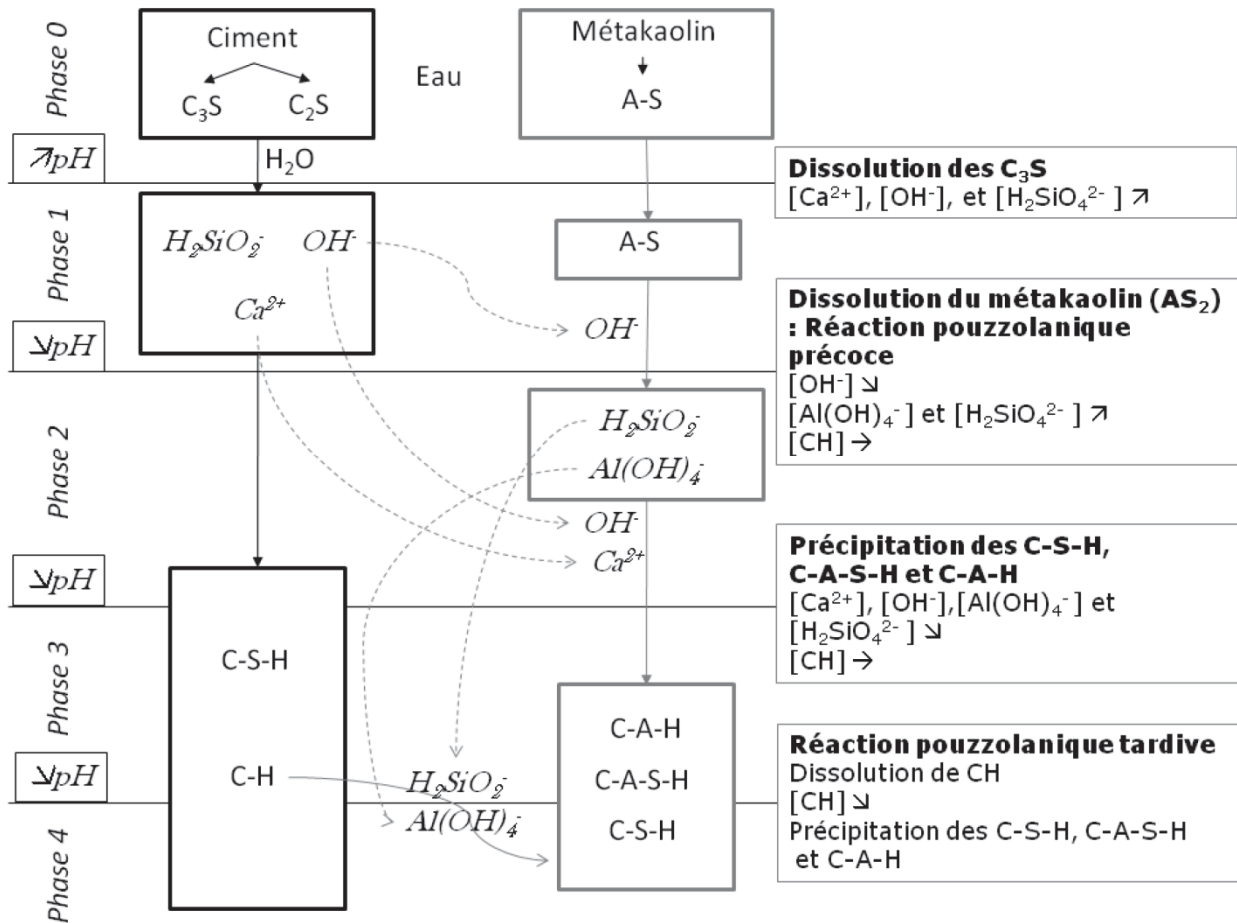 Phase 0
Ciment
C₃S C₂S
Eau
Métakaolin
A-S
↗pH
H₂O
Dissolution des C₃S
[Ca²⁺], [OH⁻], et [H₂SiO₄²⁻] ↗
Phase 1
H₂SiO₂⁻ OH⁻
Ca²⁺
A-S
OH⁻
↘pH
Dissolution du métakaolin (AS₂)
: Réaction pouzzolanique
précoce
[OH⁻] ↘
[Al(OH)₄⁻] et [H₂SiO₄²⁻] ↗
[CH] →
Phase 2
H₂SiO₂⁻
Al(OH)₄⁻
OH⁻
Ca²⁺
↘pH
Précipitation des C-S-H,
C-A-S-H et C-A-H
[Ca²⁺], [OH⁻],[Al(OH)₄⁻] et
[H₂SiO₄²⁻] ↘
[CH] →
Phase 3
C-S-H
C-H
C-A-H
C-A-S-H
C-S-H
↘pH
H₂SiO₂⁻
Al(OH)₄⁻
Réaction pouzzolanique tardive
Dissolution de CH
[CH] ↘
Précipitation des C-S-H, C-A-S-H
et C-A-H
Phase 4